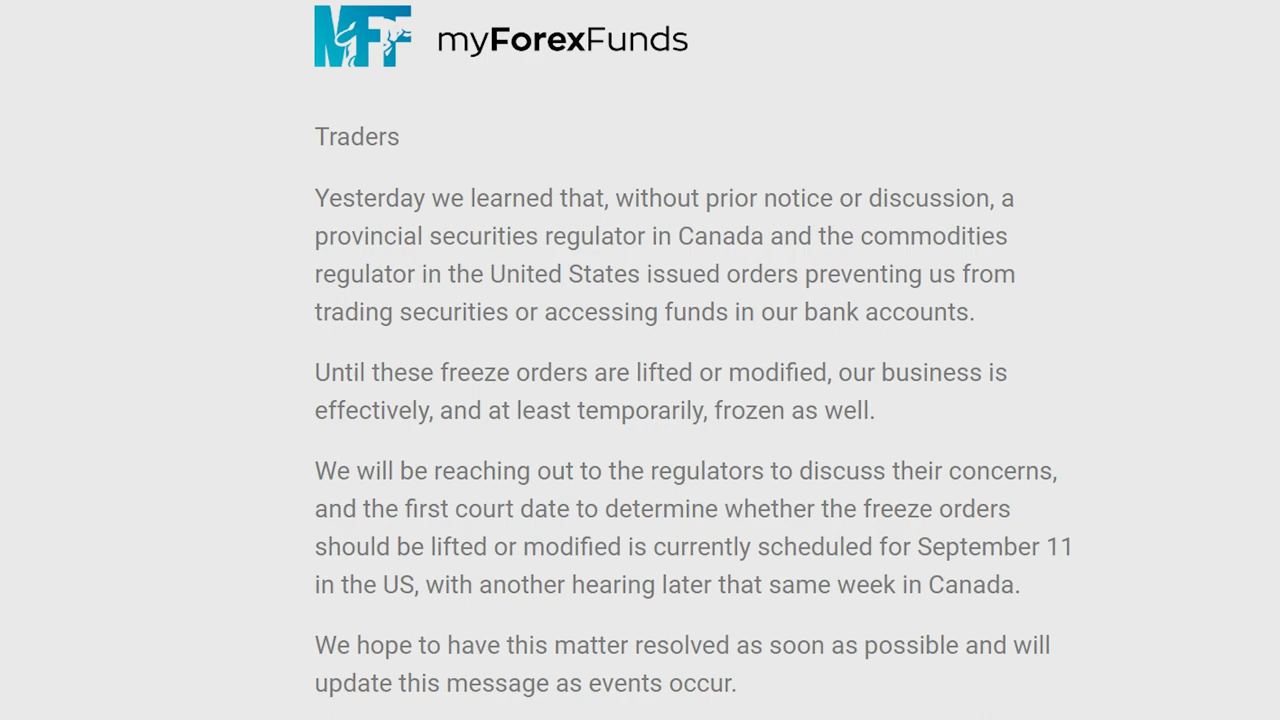 MFF myForexFunds
Traders
Yesterday we learned that, without prior notice or discussion, a
provincial securities regulator in Canada and the commodities
regulator in the United States issued orders preventing us from
trading securities or accessing funds in our bank accounts.
Until these freeze orders are lifted or modified, our business is
effectively, and at least temporarily, frozen as well.
We will be reaching out to the regulators to discuss their concerns,
and the first court date to determine whether the freeze orders
should be lifted or modified is currently scheduled for September 11
in the US, with another hearing later that same week in Canada.
We hope to have this matter resolved as soon as possible and will
update this message as events occur.